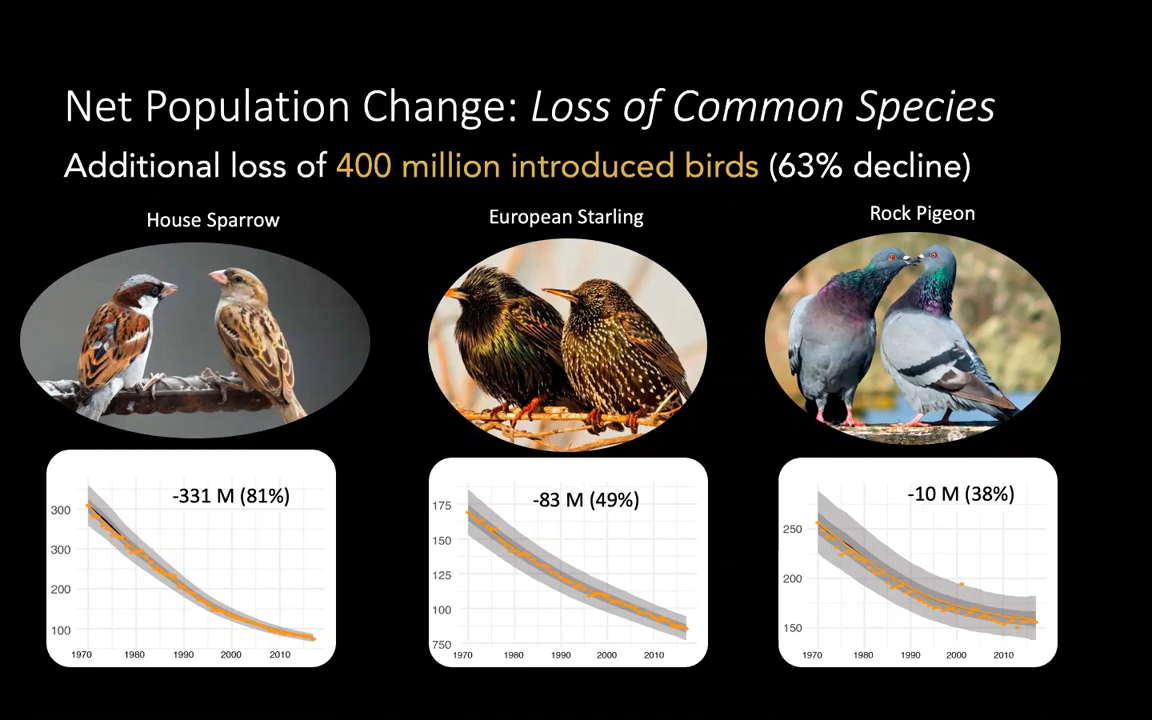 Net Population Change: Loss of Common Species
Additional loss of 400 million introduced birds (63% decline)
House Sparrow
European Starling
Rock Pigeon
-331 M (81%)
300
300
200
100
1970 1980 1990 2000 2010
-83 M (49%)
175
150
125
100
750
1970 1980 1990 2000 2010
-10 M (38%)
250
200
150
1970 1980 1990 2000 2010